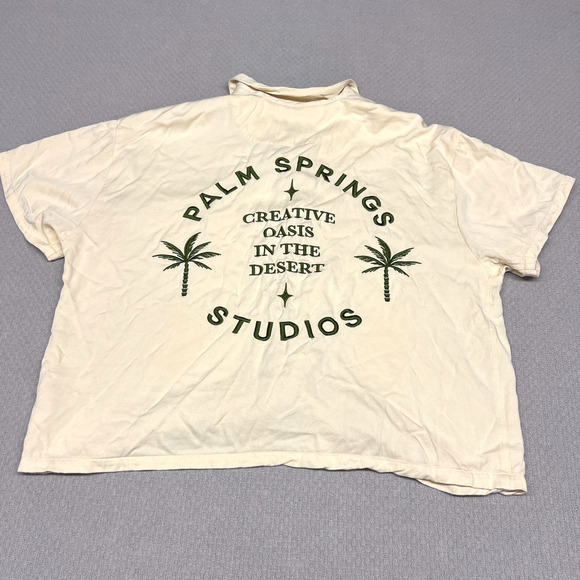 PALM SPRINGS
CREATIVE
OASIS
IN THE
DESERT
STUDIOS